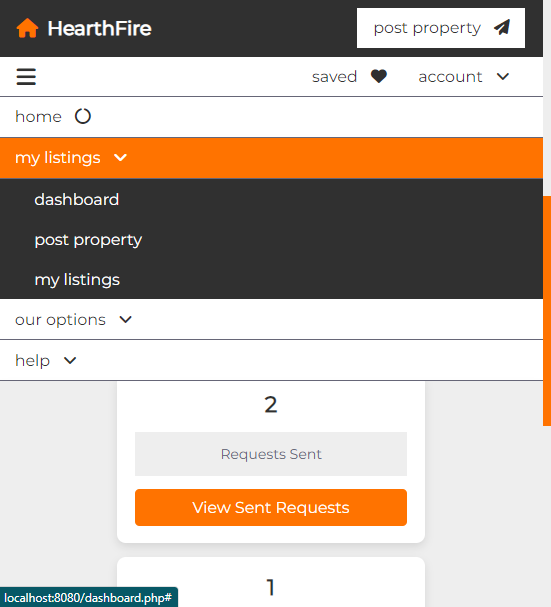 HearthFire
post property
saved
account
home
my listings
dashboard
post property
my listings
our options
help
2
Requests Sent
View Sent Requests
1
localhost:8080/dashboard.php#